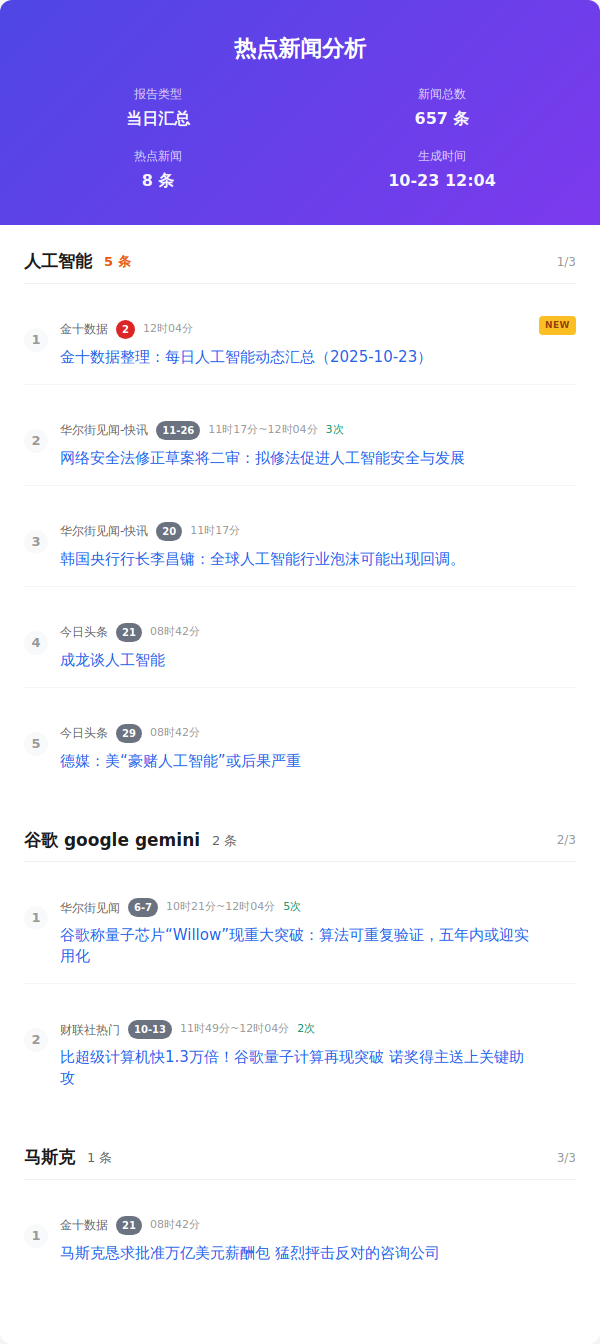 热点新闻分析
报告类型 新闻总数
当日汇总 657 条
热点新闻 生成时间
8 条 10-23 12:04
人工智能 5 条 1/3
金十数据 2 12时04分 NEW
1
金十数据整理：每日人工智能动态汇总（2025-10-23）
华尔街见闻-快讯 11-26 11时17分~12时04分 3次
2
网络安全法修正草案将二审：拟修法促进人工智能安全与发展
华尔街见闻-快讯 20 11时17分
3
韩国央行行长李昌镛：全球人工智能行业泡沫可能出现回调。
今日头条 21 08时42分
4
成龙谈人工智能
今日头条 29 08时42分
5
德媒：美“豪赌人工智能”或后果严重
谷歌 google gemini 2 条 2/3
华尔街见闻 6-7 10时21分~12时04分 5次
1
谷歌称量子芯片“Willow”现重大突破：算法可重复验证，五年内或迎实
用化
财联社热门 10-13 11时49分~12时04分 2次
2
比超级计算机快1.3万倍！谷歌量子计算再现突破 诺奖得主送上关键助
攻
马斯克 1 条 3/3
金十数据 21 08时42分
1
马斯克恳求批准万亿美元薪酬包 猛烈抨击反对的咨询公司